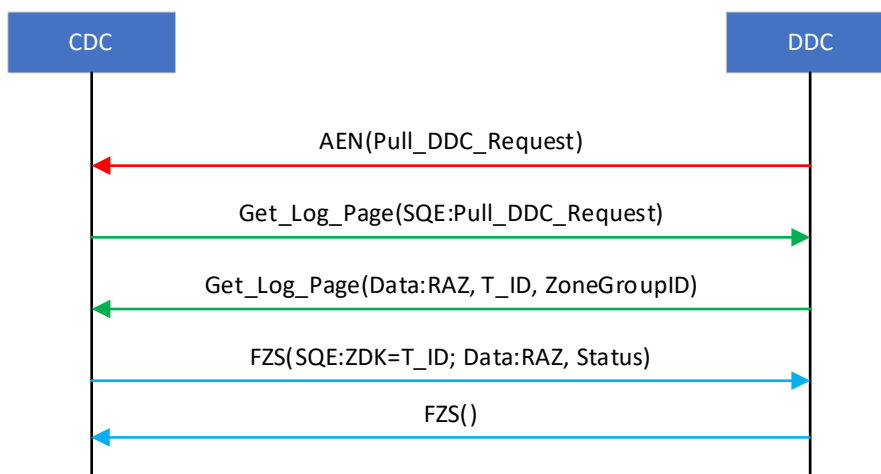 CDC
DDC
AEN(Pull_DDC_Request)
Get_Log_Page(SQE:Pull_DDC_Request)
Get_Log_Page(Data:RAZ, T_ID, ZoneGroupID)
FZS(SQE:ZDK=T_ID; Data:RAZ, Status)
FZS()